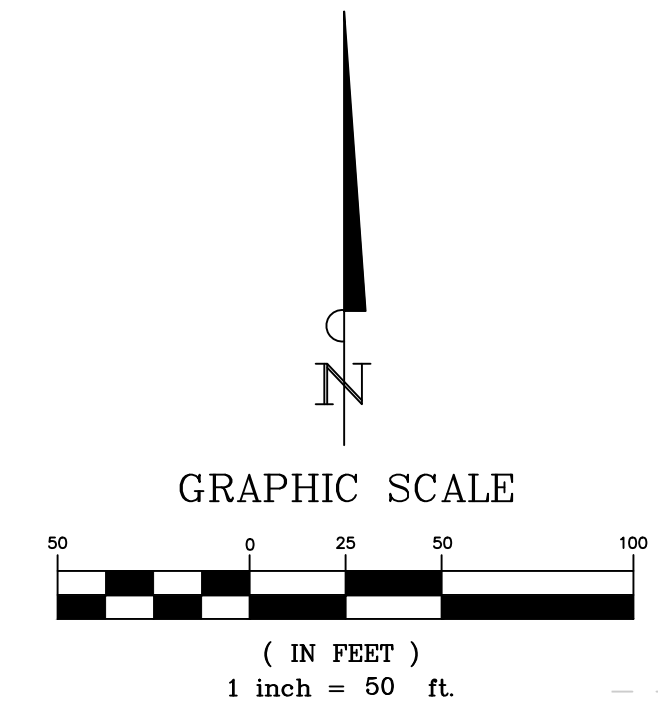 N
GRAPHIC SCALE
50 0 25 50 100
( IN FEET )
1 inch = 50 ft.